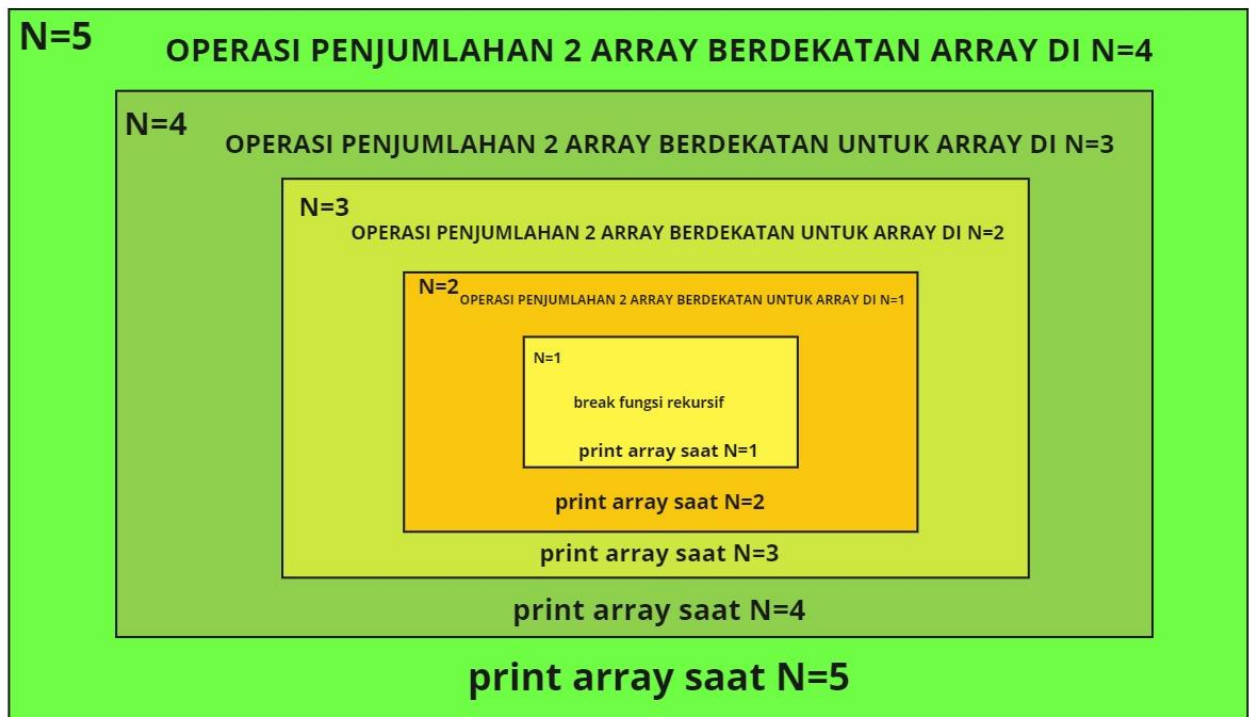 N=5
OPERASI PENJUMLAHAN 2 ARRAY BERDEKATAN ARRAY DI N=4
N=4
OPERASI PENJUMLAHAN 2 ARRAY BERDEKATAN UNTUK ARRAY DI N=3
N=3
OPERASI PENJUMLAHAN 2 ARRAY BERDEKATAN UNTUK ARRAY DI N=2
N=2
OPERASI PENJUMLAHAN 2 ARRAY BERDEKATAN UNTUK ARRAY DI N=1
N=1
break fungsi rekursif
print array saat N=1
print array saat N=2
print array saat N=3
print array saat N=4
print array saat N=5